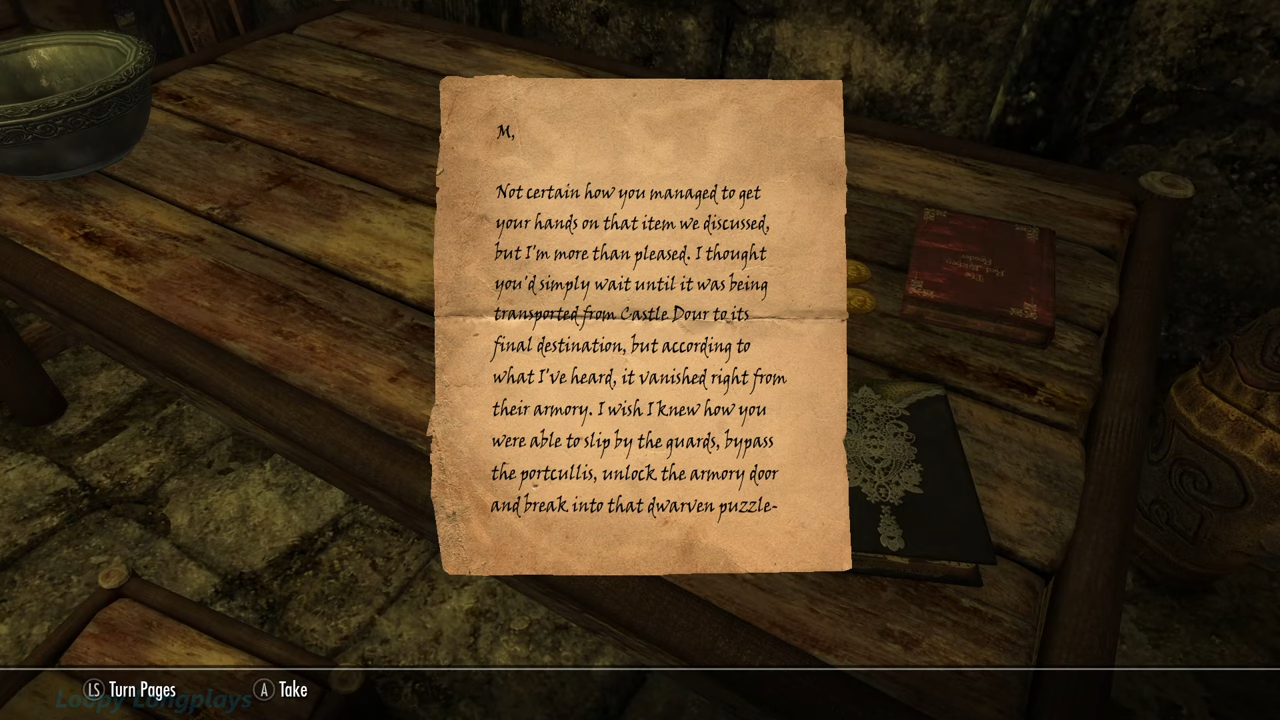 M,
Not certain how you managed to get
your hands on that item we discussed,
but I'm more than pleased. I thought
you'd simply wait until it was being
transported from Castle Dour to its
final destination, but according to
what I've heard, it vanished right from
their armory. I wish I knew how you
were able to slip by the guards, bypass
the portcullis, unlock the armory door
and break into that dwarven puzzle-
The
Red Kitchen
Reader
LS Turn Pages
A Take
Loopy Longplays